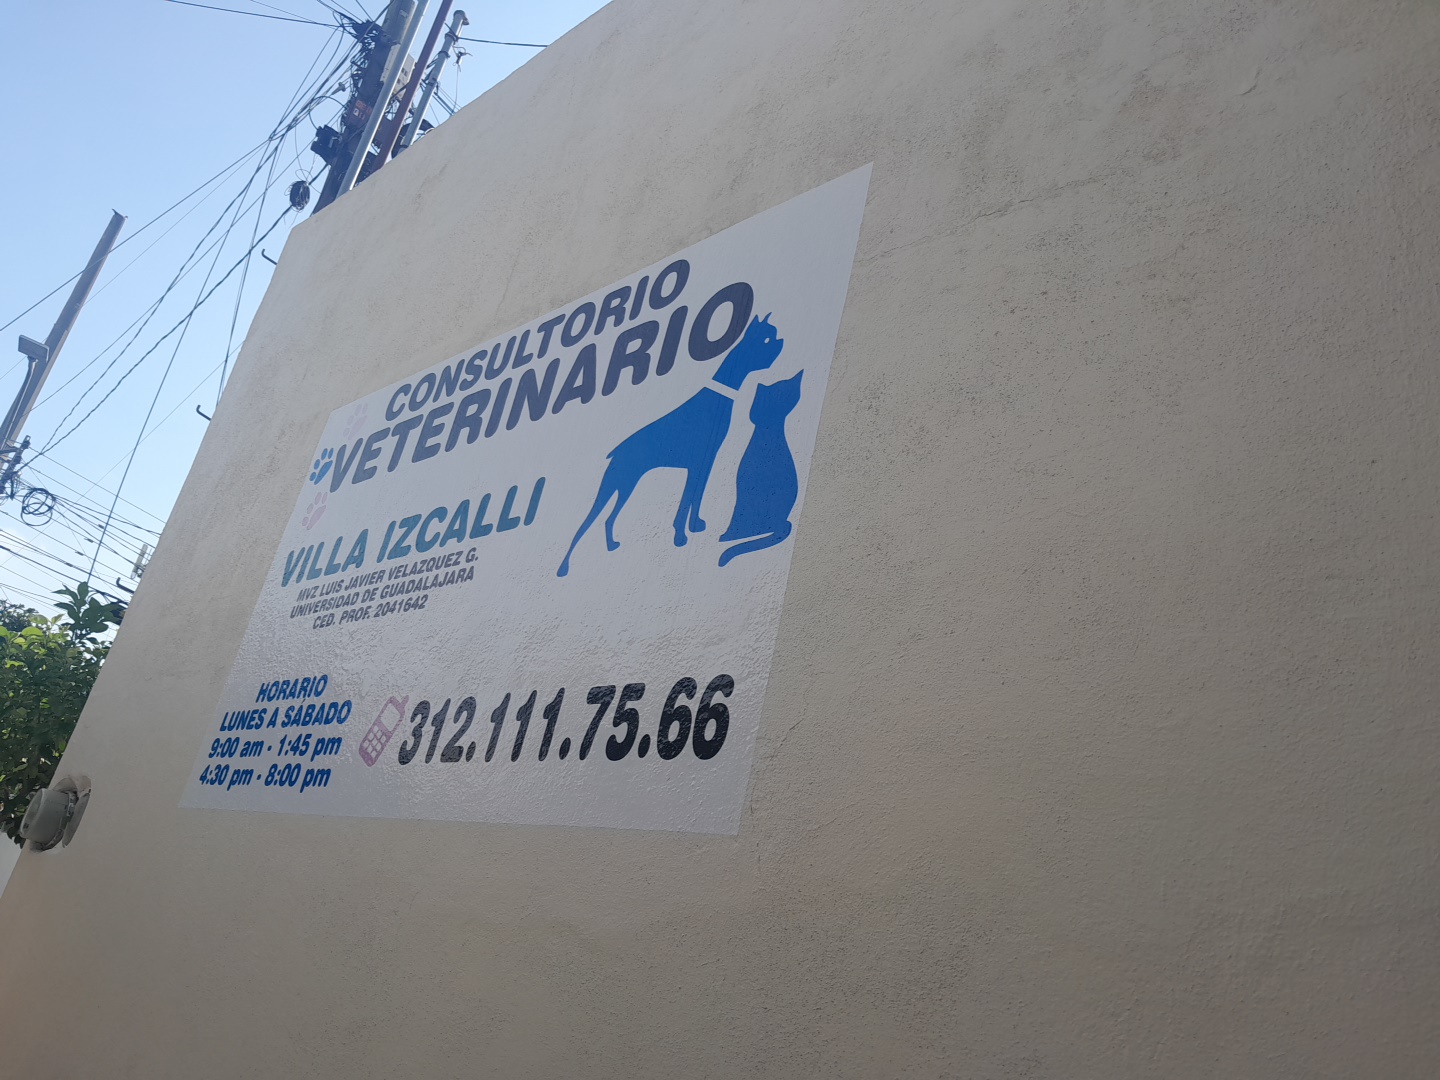 CONSULTORIO
VETERINARIO
VILLA IZCALLI
MVZ LUIS JAVIER VELAZQUEZ G.
UNIVERSIDAD DE GUADALAJARA
CED. PROF. 2041642
HORARIO
LUNES A SÁBADO
9:00 am - 1:45 pm
4:30 pm - 8:00 pm
312.111.75.66